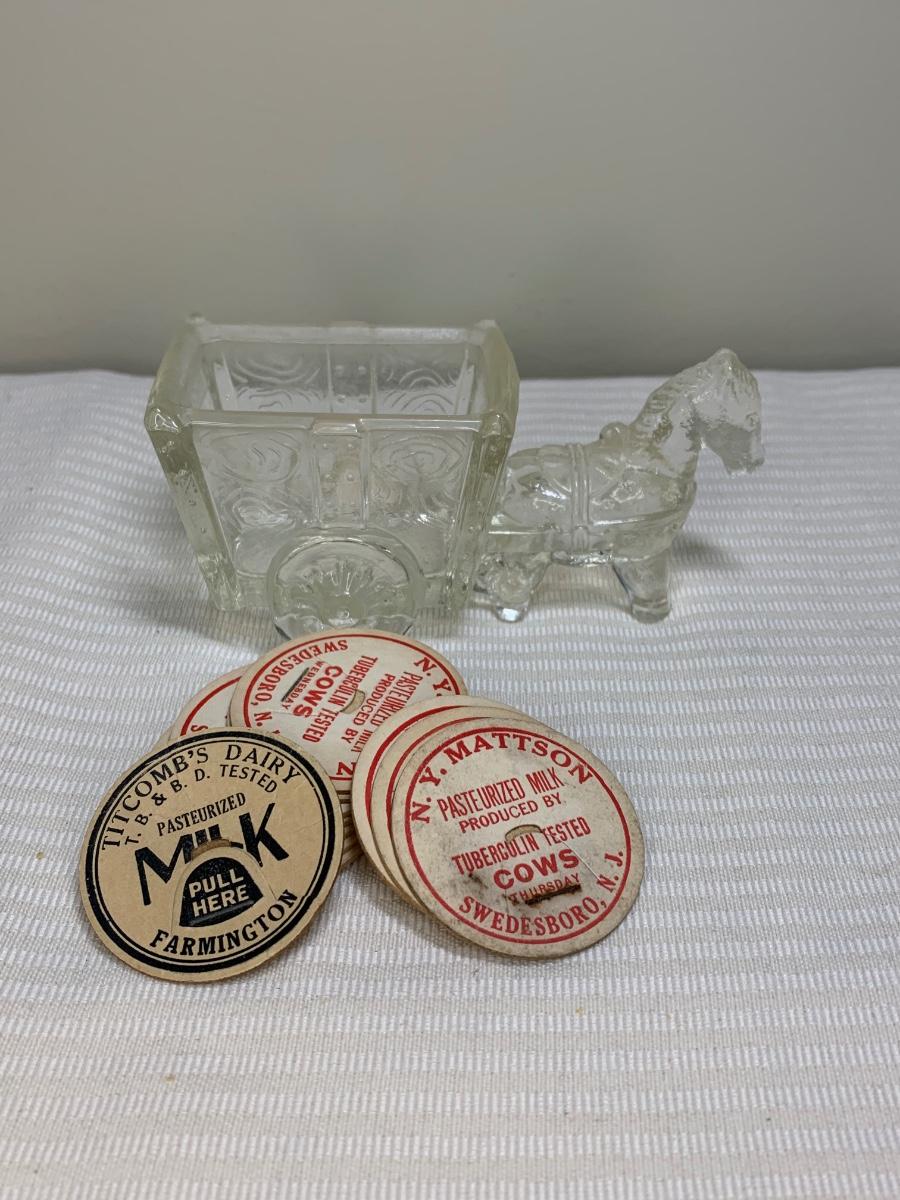 SWEDESBORO, N.
WEDNESDAY
COWS
TUBERCULIN TESTED
PRODUCED BY
PASTEURIZED MILK
N. Y.
TITCOMB'S DAIRY
T. B. & B. D. TESTED
PASTEURIZED
MILK
PULL
HERE
FARMINGTON
N. Y. MATTSON
PASTEURIZED MILK
PRODUCED BY
TUBERCULIN TESTED
COWS
THURSDAY
SWEDESBORO, N. J.